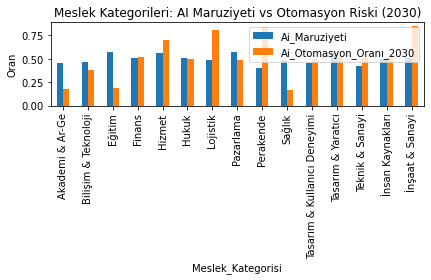 Meslek Kategorileri: AI Maruziyeti vs Otomasyon Riski (2030)
Oran
0.75
0.50
0.25
0.00
Ai_Maruziyeti
Ai_Otomasyon_Oranı_2030
Akademi & Ar-Ge
Bilişim & Teknoloji
Eğitim
Finans
Hizmet
Hukuk
Lojistik
Pazarlama
Perakende
Sağlık
Tasarım & Kullanıcı Deneyimi
Tasarım & Yaratıcı
Teknik & Sanayi
İnsan Kaynakları
İnşaat & Sanayi
Meslek_Kategorisi